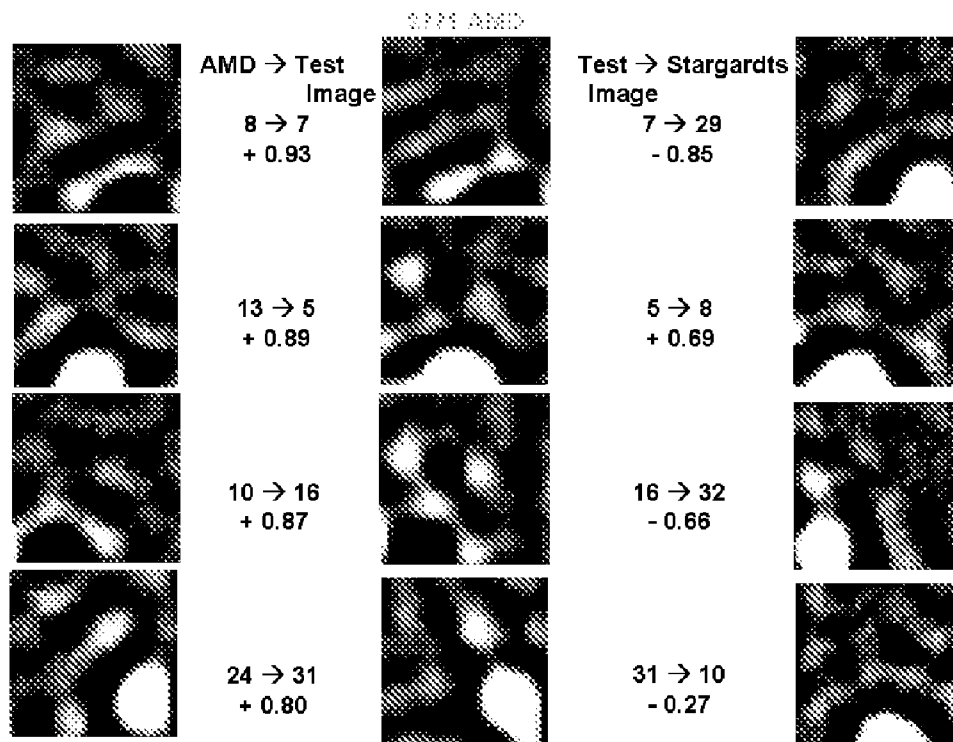 AMD → Test
Image
8 → 7
+ 0.93
Test → Stargardts
Image
7 → 29
- 0.85
13 → 5
+ 0.89
5 → 8
+ 0.69
10 → 16
+ 0.87
16 → 32
- 0.66
24 → 31
+ 0.80
31 → 10
- 0.27